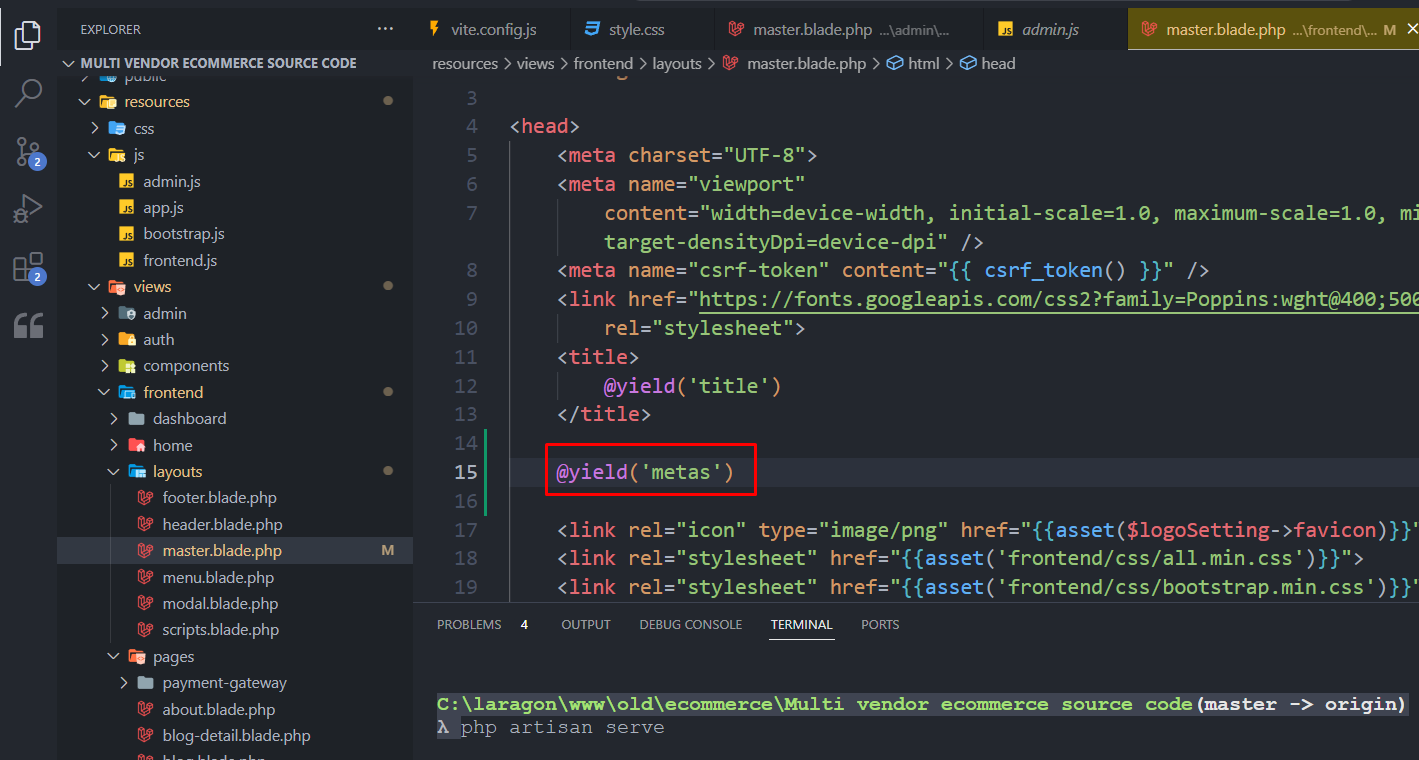 EXPLORER
···
vite.config.js
style.css
master.blade.php ...\admin\...
admin.js
master.blade.php ...\frontend\... M
MULTI VENDOR ECOMMERCE SOURCE CODE
resources > views > frontend > layouts > master.blade.php > html > head
public
resources
css
js
admin.js
app.js
bootstrap.js
frontend.js
views
admin
auth
components
frontend
dashboard
home
layouts
footer.blade.php
header.blade.php
master.blade.php M
menu.blade.php
modal.blade.php
scripts.blade.php
pages
payment-gateway
about.blade.php
blog-detail.blade.php
blog.blade.php
2
2
3
4 <head>
5 <meta charset="UTF-8">
6 <meta name="viewport"
7 content="width=device-width, initial-scale=1.0, maximum-scale=1.0, mi
target-densityDpi=device-dpi" />
8 <meta name="csrf-token" content="{{ csrf_token() }}" />
9 <link href="https://fonts.googleapis.com/css2?family=Poppins:wght@400;500
10 rel="stylesheet">
11 <title>
12 @yield('title')
13 </title>
14
15 @yield('metas')
16
17 <link rel="icon" type="image/png" href="{{asset($logoSetting->favicon)}}"
18 <link rel="stylesheet" href="{{asset('frontend/css/all.min.css')}}">
19 <link rel="stylesheet" href="{{asset('frontend/css/bootstrap.min.css')}}"
PROBLEMS 4 OUTPUT DEBUG CONSOLE TERMINAL PORTS
C:\laragon\www\old\ecommerce\Multi vendor ecommerce source code(master -> origin)
λ php artisan serve